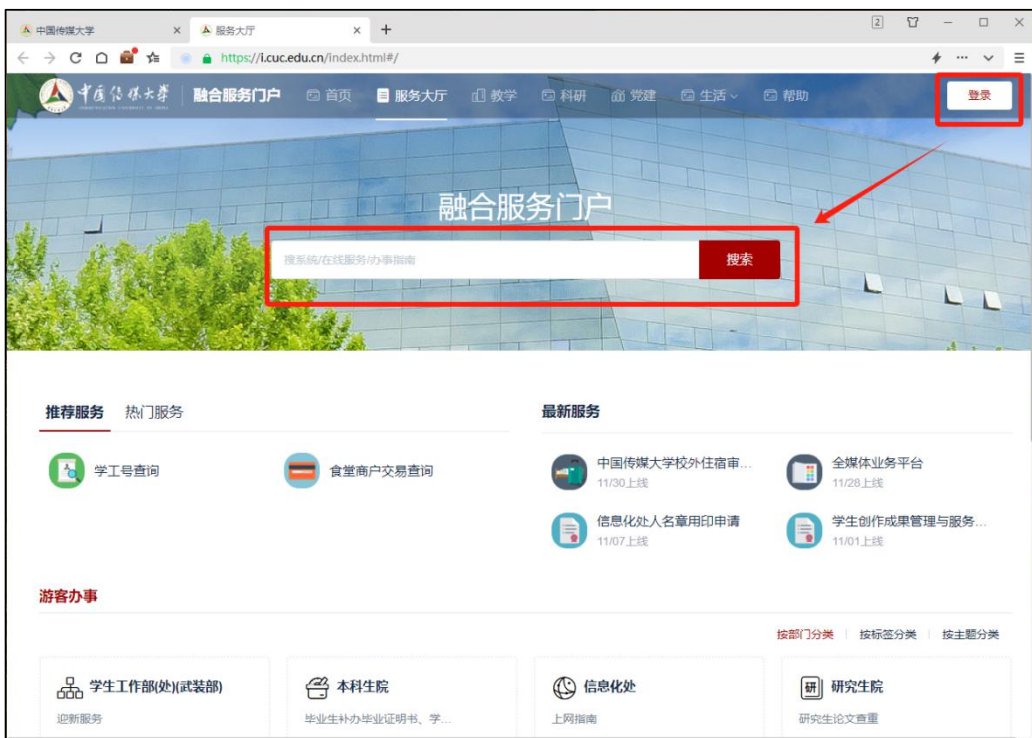 中国传媒大学
服务大厅
2
https://i.cuc.edu.cn/index.html#/
中国传媒大学 融合服务门户 首页 服务大厅 教学 科研 党建 生活 帮助 登录
融合服务门户
搜系统/在线服务/办事指南 搜索
推荐服务 热门服务
最新服务
学工号查询
食堂商户交易查询
中国传媒大学校外住宿审...
11/30上线
全媒体业务平台
11/28上线
信息化处人名章用印申请
11/07上线
学生创作成果管理与服务...
11/01上线
游客办事
按部门分类 按标签分类 按主题分类
学生工作部(处)(武装部)
迎新服务
本科生院
毕业生补办毕业证明书、学...
信息化处
上网指南
研 研究生院
研究生论文查重